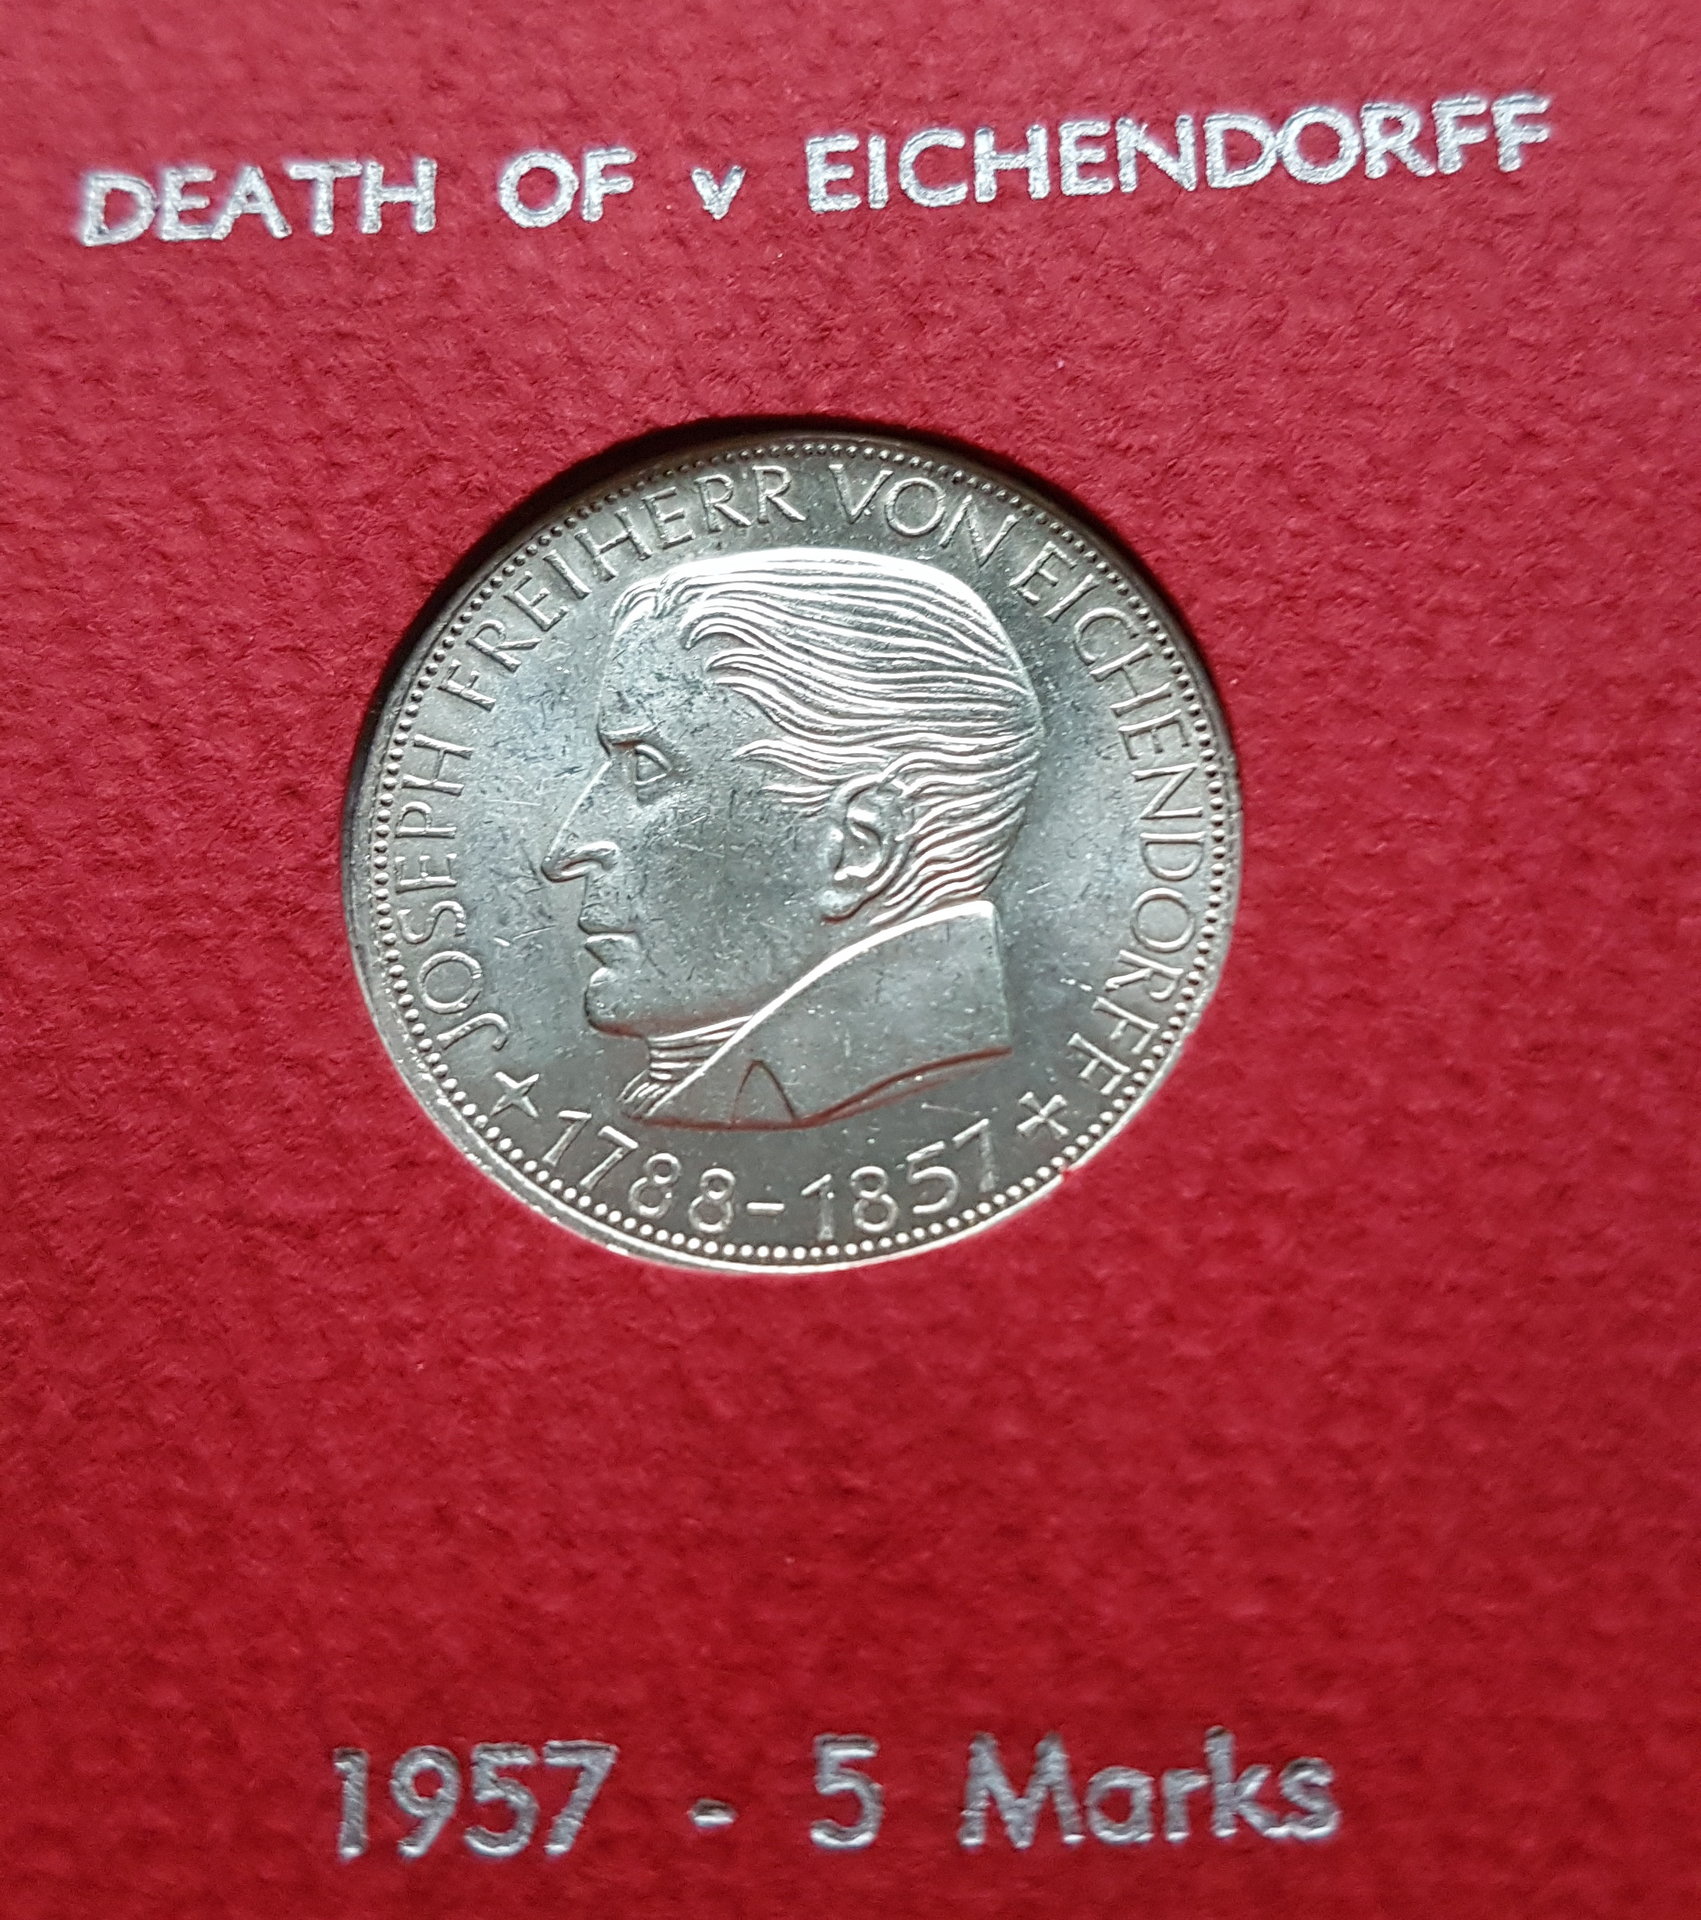 DEATH OF v EICHENDORFF
JOSEPH FREIHERR VON EICHENDORFF
1788-1857
1957 - 5 Marks